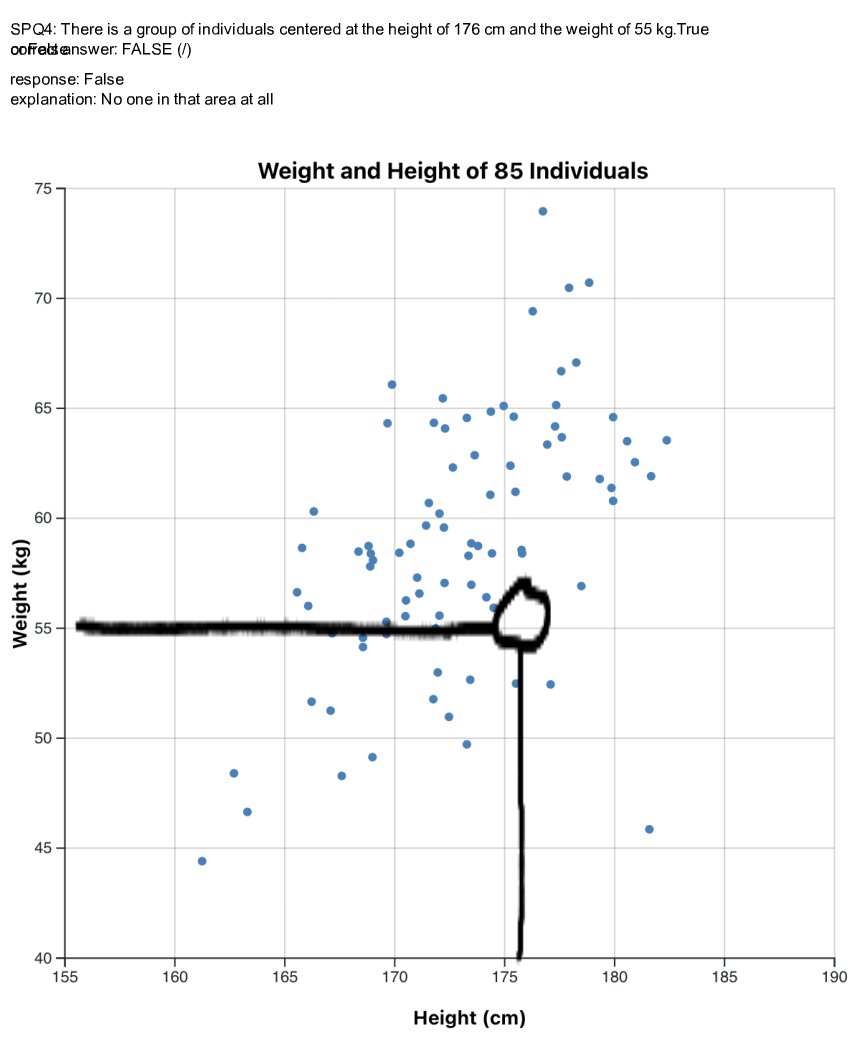 SPQ4: There is a group of individuals centered at the height of 176 cm and the weight of 55 kg.True
or False
correct answer: FALSE (/)
response: False
explanation: No one in that area at all
Weight and Height of 85 Individuals
75
70
65
60
55
50
45
40
Weight (kg)
155 160 165 170 175 180 185 190
Height (cm)